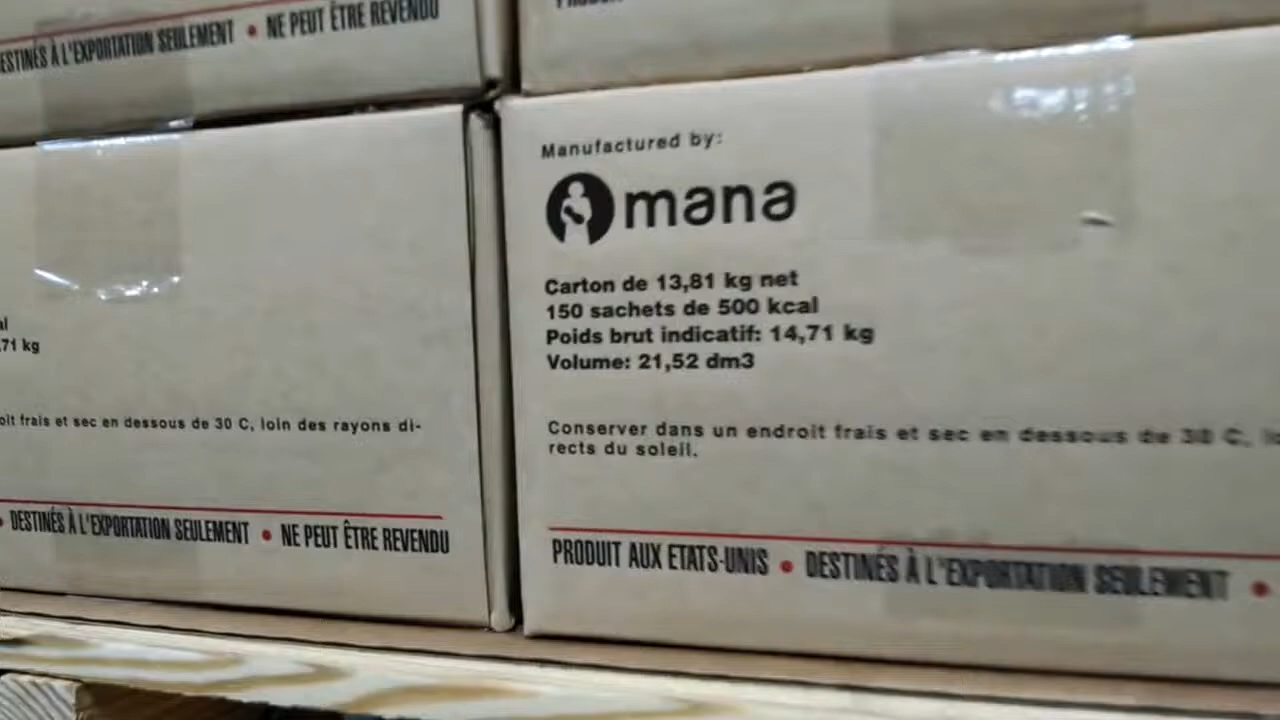 DESTINÉS À L'EXPORTATION SEULEMENT • NE PEUT ÊTRE REVENDU
Manufactured by:
mana
Carton de 13,81 kg net
150 sachets de 500 kcal
Poids brut indicatif: 14,71 kg
Volume: 21,52 dm3
Conserver dans un endroit frais et sec en dessous de 30 C,
rects du soleil.
PRODUIT AUX ETATS-UNIS • DESTINÉS À L'EXPORTATION SEULEMENT •
71 kg
frais et sec en dessous de 30 C, loin des rayons di-
• DESTINÉS À L'EXPORTATION SEULEMENT • NE PEUT ÊTRE REVENDU